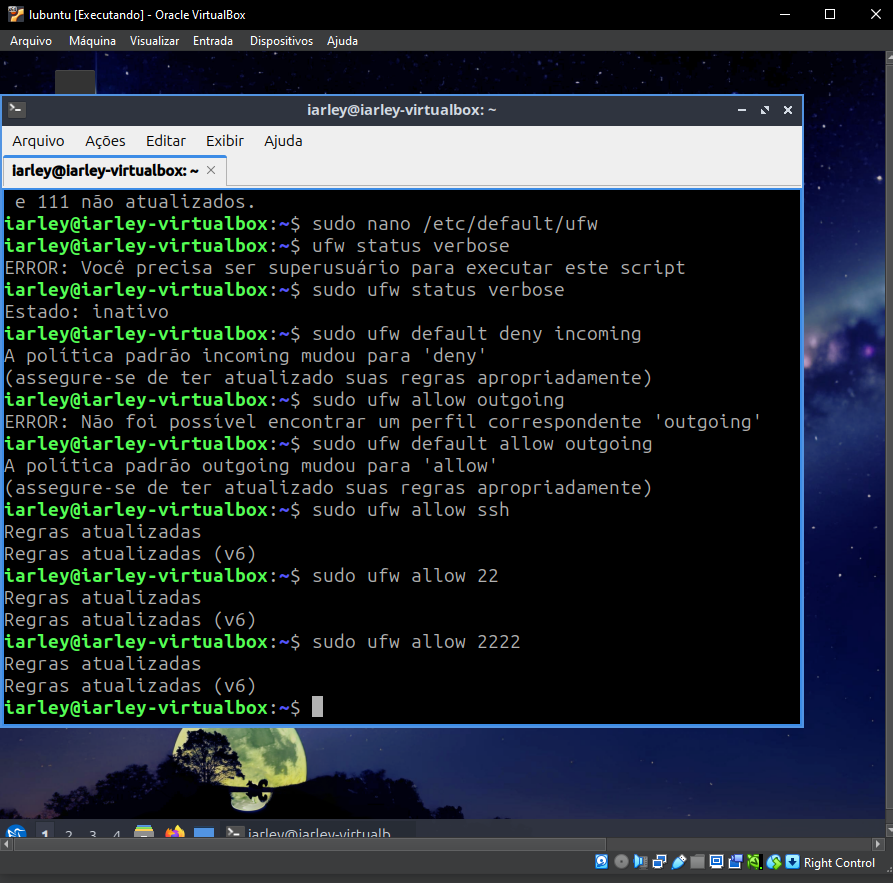 lubuntu [Executando] - Oracle VirtualBox
Arquivo Máquina Visualizar Entrada Dispositivos Ajuda
iarley@iarley-virtualbox: ~
Arquivo Ações Editar Exibir Ajuda
iarley@iarley-virtualbox: ~
e 111 não atualizados.
iarley@iarley-virtualbox:~$ sudo nano /etc/default/ufw
iarley@iarley-virtualbox:~$ ufw status verbose
ERROR: Você precisa ser superusuário para executar este script
iarley@iarley-virtualbox:~$ sudo ufw status verbose
Estado: inativo
iarley@iarley-virtualbox:~$ sudo ufw default deny incoming
A política padrão incoming mudou para 'deny'
(assegure-se de ter atualizado suas regras apropriadamente)
iarley@iarley-virtualbox:~$ sudo ufw allow outgoing
ERROR: Não foi possível encontrar um perfil correspondente 'outgoing'
iarley@iarley-virtualbox:~$ sudo ufw default allow outgoing
A política padrão outgoing mudou para 'allow'
(assegure-se de ter atualizado suas regras apropriadamente)
iarley@iarley-virtualbox:~$ sudo ufw allow ssh
Regras atualizadas
Regras atualizadas (v6)
iarley@iarley-virtualbox:~$ sudo ufw allow 22
Regras atualizadas
Regras atualizadas (v6)
iarley@iarley-virtualbox:~$ sudo ufw allow 2222
Regras atualizadas
Regras atualizadas (v6)
iarley@iarley-virtualbox:~$
1 2 3 4 iarley@iarley-virtualb
Right Control